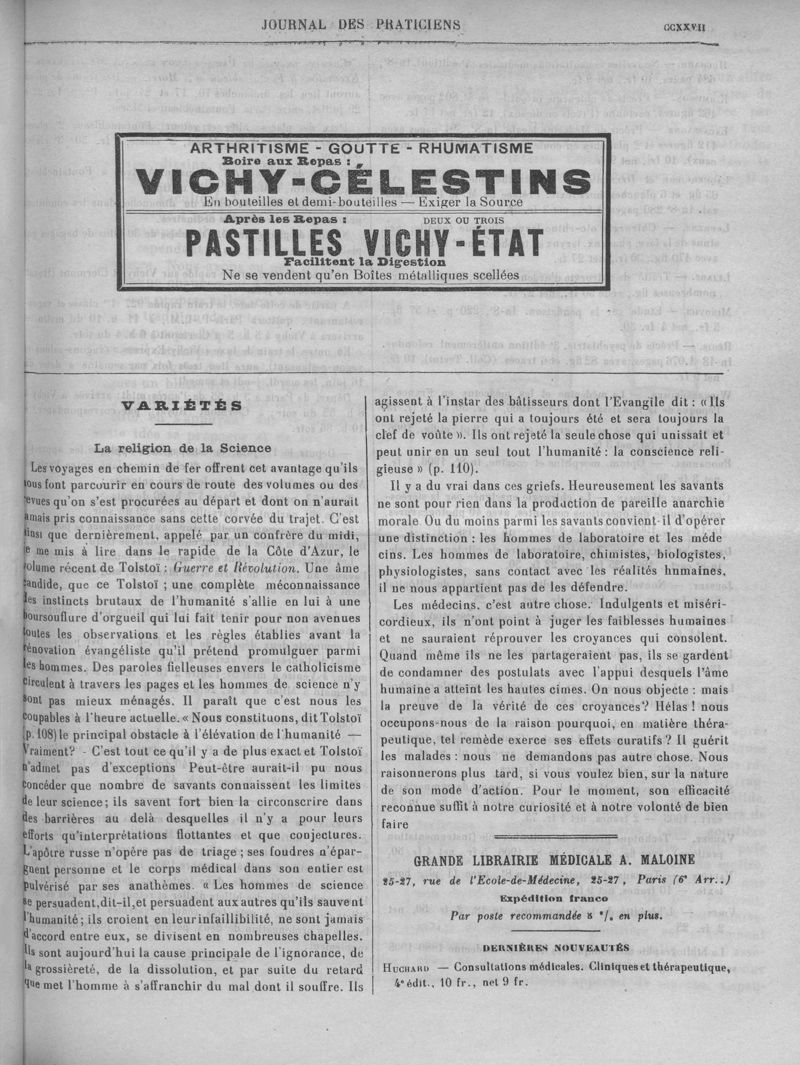 JOURNAL DES PRATICIENS
CCXXVII
ARTHRITISME - GOUTTE - RHUMATISME
Boire aux Repas :
VICHY-CÉLESTINS
En bouteilles et demi-bouteilles — Exiger la Source
Après les Repas : DEUX OU TROIS
PASTILLES VICHY-ÉTAT
Facilitent la Digestion
Ne se vendent qu'en Boîtes métalliques scellées
VARIÉTÉS
La religion de la Science
Les voyages en chemin de fer offrent cet avantage qu'ils
nous font parcourir en cours de route des volumes ou des
revues qu'on s'est procurées au départ et dont on n'aurait
jamais pris connaissance sans cette corvée du trajet. C'est
ainsi que dernièrement, appelé par un confrère du midi,
je me mis à lire dans le rapide de la Côte d'Azur, le
volume récent de Tolstoï : Guerre et Révolution. Une âme
candide, que ce Tolstoï ; une complète méconnaissance
des instincts brutaux de l'humanité s'allie en lui à une
boursouflure d'orgueil qui lui fait tenir pour non avenues
toutes les observations et les règles établies avant la
rénovation évangéliste qu'il prétend promulguer parmi
les hommes. Des paroles fielleuses envers le catholicisme
circulent à travers les pages et les hommes de science n'y
sont pas mieux ménagés. Il paraît que c'est nous les
coupables à l'heure actuelle. « Nous constituons, dit Tolstoï
(p. 108) le principal obstacle à l'élévation de l'humanité —
Vraiment? - C'est tout ce qu'il y a de plus exact et Tolstoï
n'admet pas d'exceptions Peut-être aurait-il pu nous
concéder que nombre de savants connaissent les limites
de leur science ; ils savent fort bien la circonscrire dans
des barrières au delà desquelles il n'y a pour leurs
efforts qu'interprétations flottantes et que conjectures.
L'apôtre russe n'opère pas de triage ; ses foudres n'épar-
gnent personne et le corps médical dans son entier est
pulvérisé par ses anathèmes. « Les hommes de science
se persuadent, dit-il, et persuadent aux autres qu'ils sauvent
l'humanité ; ils croient en leur infaillibilité, ne sont jamais
d'accord entre eux, se divisent en nombreuses chapelles.
Ils sont aujourd'hui la cause principale de l'ignorance, de
la grossièreté, de la dissolution, et par suite du retard
que met l'homme à s'affranchir du mal dont il souffre. Ils
agissent à l'instar des bâtisseurs dont l'Evangile dit : « Ils
ont rejeté la pierre qui a toujours été et sera toujours la
clef de voûte ». Ils ont rejeté la seule chose qui unissait et
peut unir en un seul tout l'humanité : la conscience reli-
gieuse » (p. 110).
Il y a du vrai dans ces griefs. Heureusement les savants
ne sont pour rien dans la production de pareille anarchie
morale Ou du moins parmi les savants convient-il d'opérer
une distinction : les hommes de laboratoire et les méde
cins. Les hommes de laboratoire, chimistes, biologistes,
physiologistes, sans contact avec les réalités humaines,
il ne nous appartient pas de les défendre.
Les médecins, c'est autre chose. Indulgents et miséri-
cordieux, ils n'ont point à juger les faiblesses humaines
et ne sauraient réprouver les croyances qui consolent.
Quand même ils ne les partageraient pas, ils se gardent
de condamner des postulats avec l'appui desquels l'âme
humaine a atteint les hautes cimes. On nous objecte : mais
la preuve de la vérité de ces croyances ? Hélas ! nous
occupons-nous de la raison pourquoi, en matière théra-
peutique, tel remède exerce ses effets curatifs ? Il guérit
les malades : nous ne demandons pas autre chose. Nous
raisonnerons plus tard, si vous voulez bien, sur la nature
de son mode d'action. Pour le moment, son efficacité
reconnue suffit à notre curiosité et à notre volonté de bien
faire
GRANDE LIBRAIRIE MÉDICALE A. MALOINE
25-27, rue de l'Ecole-de-Médecine, 25-27, Paris (6e Arr..)
Expédition franco
Par poste recommandée 5 %, en plus.
DERNIÈRES NOUVEAUTÉS
HUCHARD — Consultations médicales. Cliniques et thérapeutique,
4e édit., 10 fr., net 9 fr.